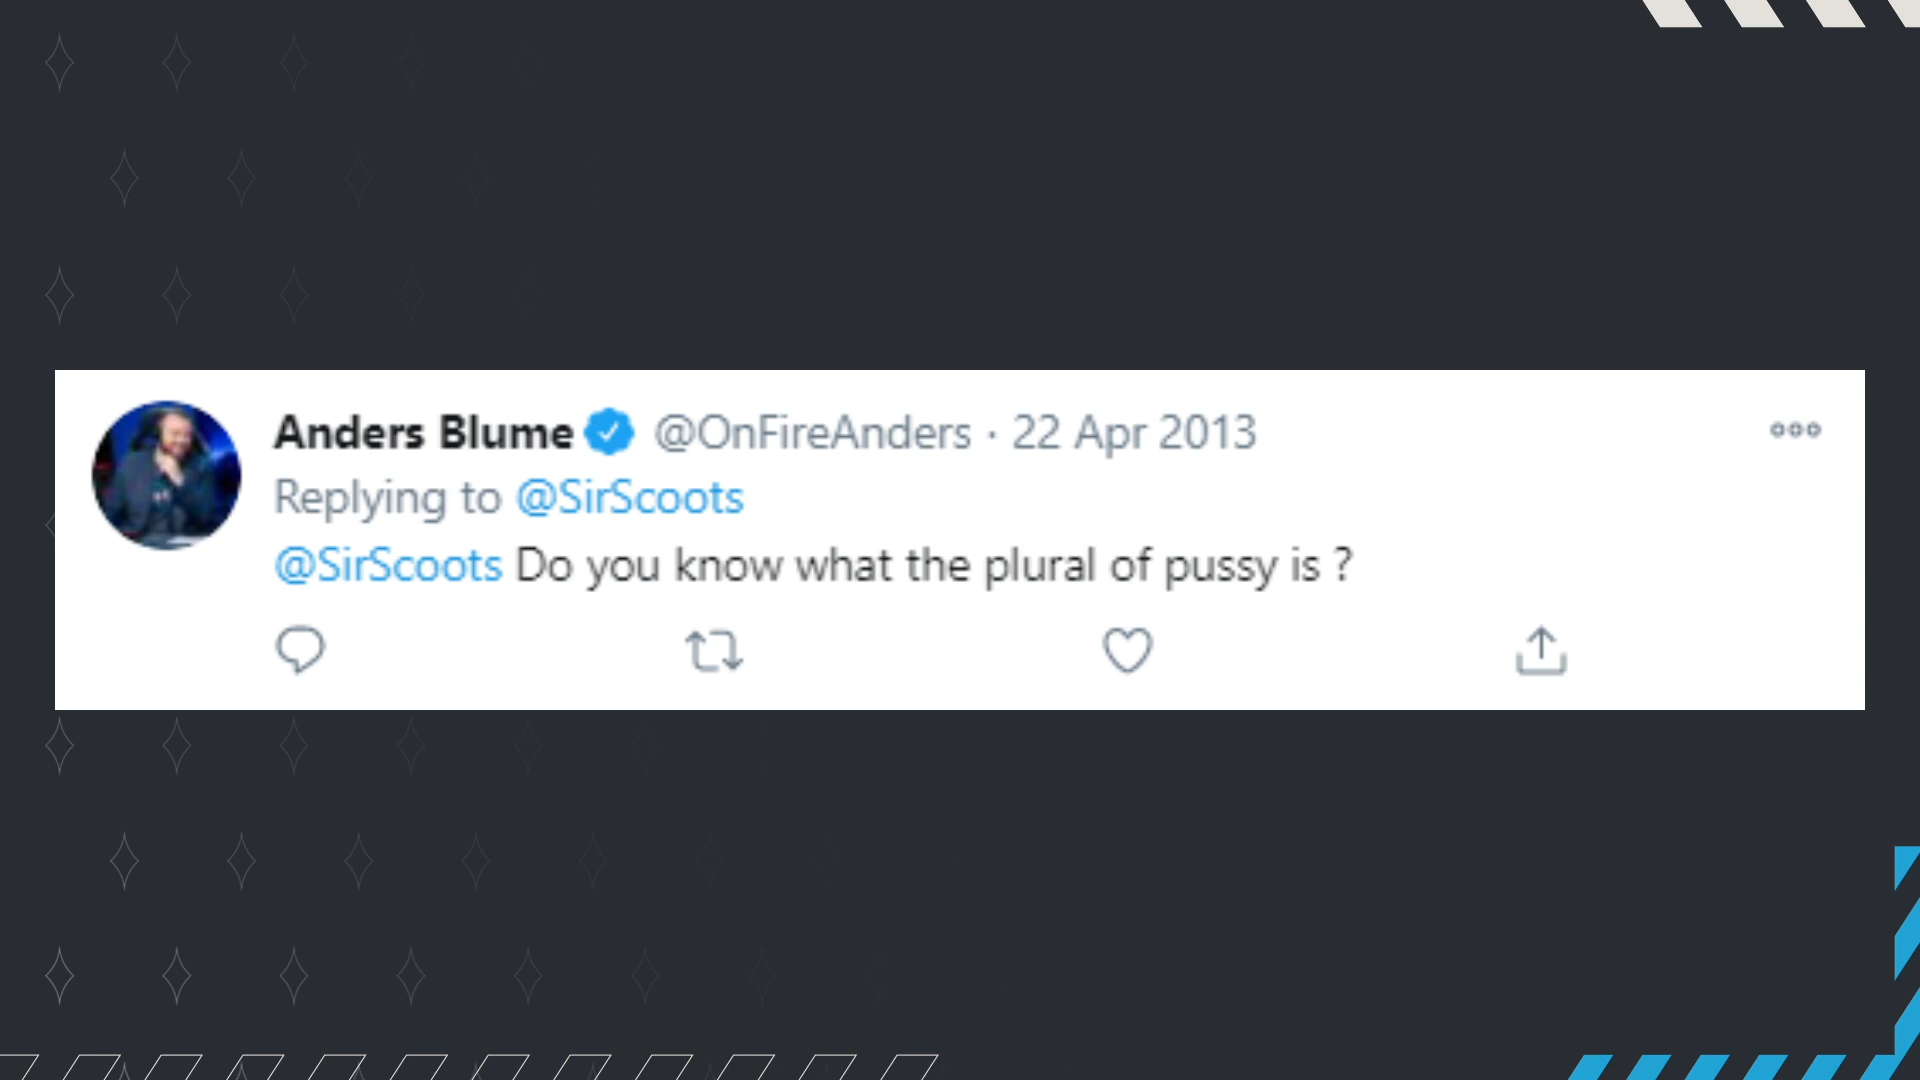 Anders Blume @OnFireAnders · 22 Apr 2013
Replying to @SirScoots
@SirScoots Do you know what the plural of pussy is ?